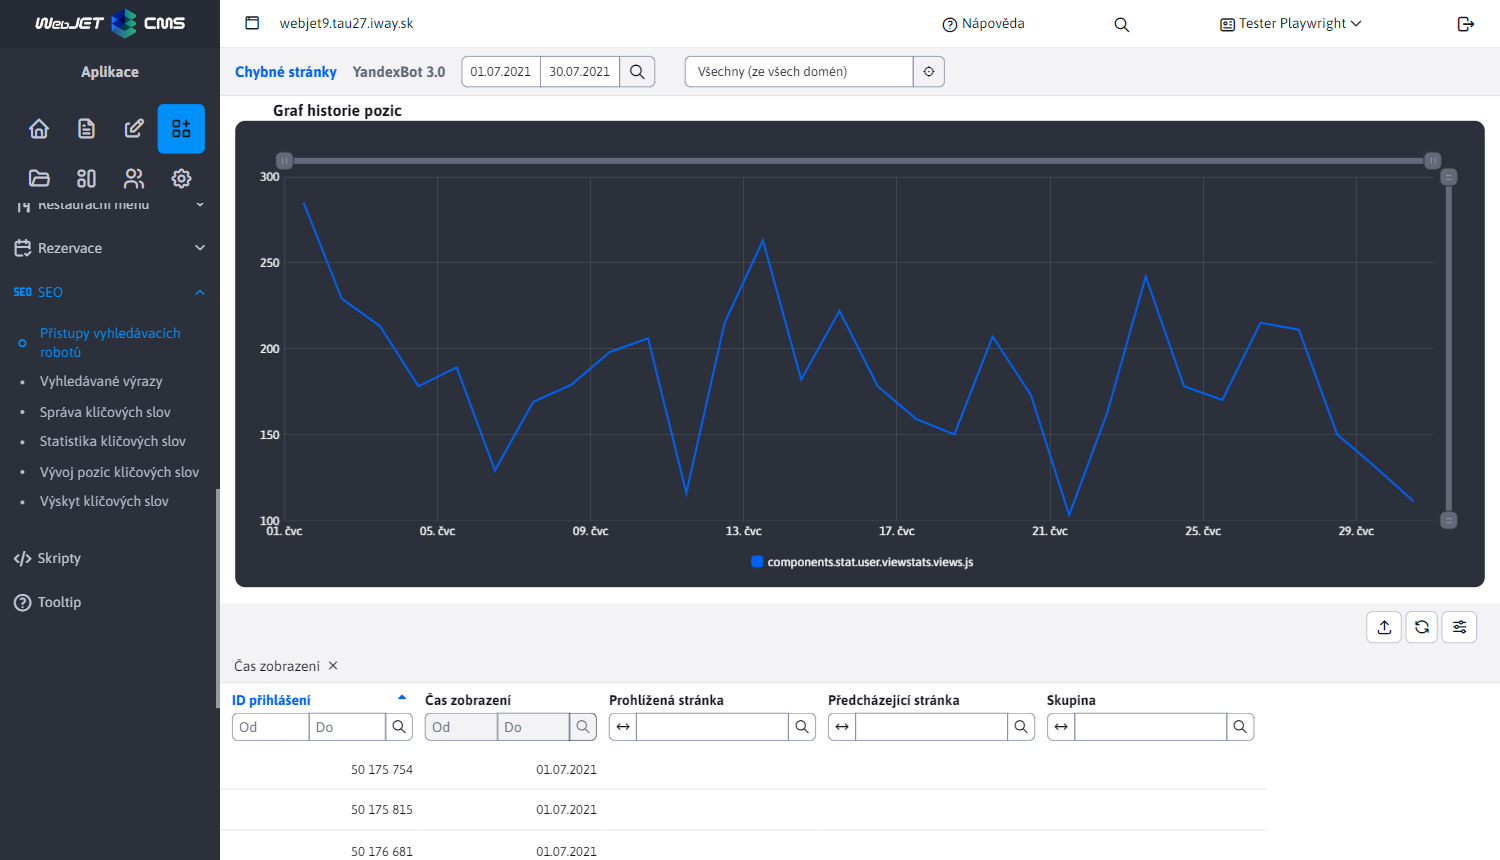 WebJET CMS
webjet9.tau27.iway.sk
Nápověda
Tester Playwright
Aplikace
Chybné stránky
YandexBot 3.0
01.07.2021
30.07.2021
Všechny (ze všech domén)
Restaurační menu
Rezervace
SEO SEO
Přístupy vyhledávacích
robotů
Vyhledávané výrazy
Správa klíčových slov
Statistika klíčových slov
Vývoj pozic klíčových slov
Výskyt klíčových slov
Skripty
Tooltip
Graf historie pozic
300
250
200
150
100
01. čvc
05. čvc
09. čvc
13. čvc
17. čvc
21. čvc
25. čvc
29. čvc
components.stat.user.viewstats.views.js
Čas zobrazení ×
ID přihlášení
Čas zobrazení
Prohlížená stránka
Předcházející stránka
Skupina
Od
Do
Od
Do
50 175 754
01.07.2021
50 175 815
01.07.2021
50 176 681
01.07.2021